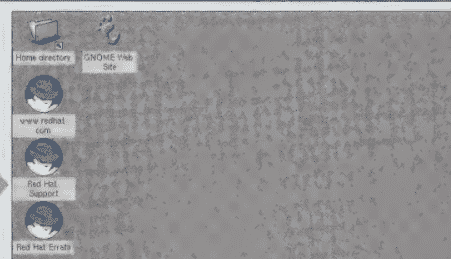 Home directory
GNOME Web
Site
www.redhat
com
Red Hat
Support
Red Hat Errata